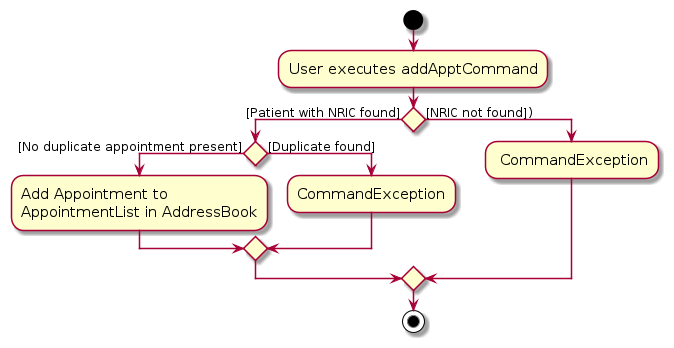 User executes addApptCommand
[Patient with NRIC found]
[NRIC not found])
[No duplicate appointment present]
[Duplicate found]
CommandException
Add Appointment to
AppointmentList in AddressBook
CommandException